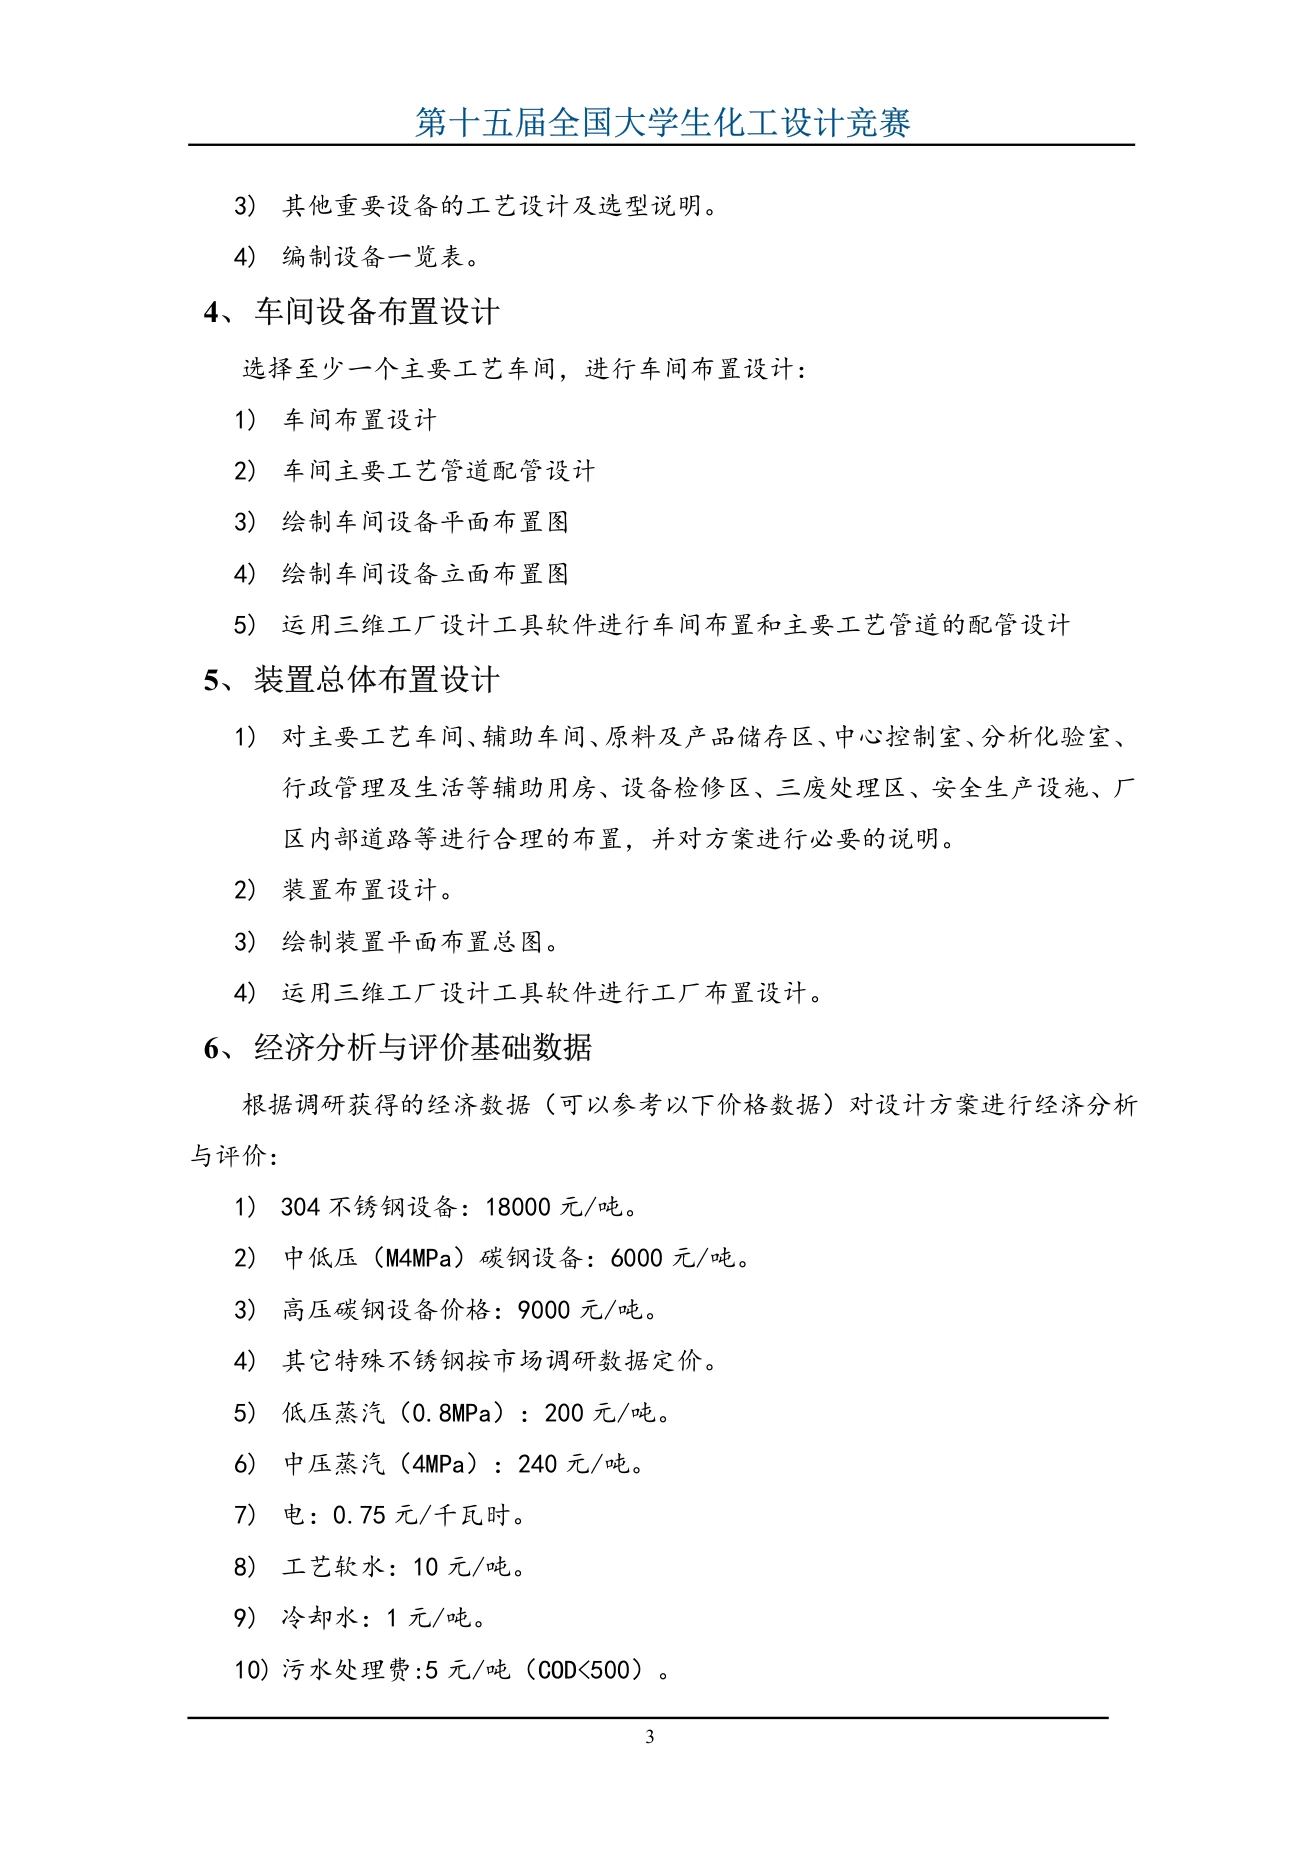 第十五届全国大学生化工设计竞赛
3) 其他重要设备的工艺设计及选型说明。
4) 编制设备一览表。
4、车间设备布置设计
选择至少一个主要工艺车间，进行车间布置设计：
1) 车间布置设计
2) 车间主要工艺管道配管设计
3) 绘制车间设备平面布置图
4) 绘制车间设备立面布置图
5) 运用三维工厂设计工具软件进行车间布置和主要工艺管道的配管设计
5、装置总体布置设计
1) 对主要工艺车间、辅助车间、原料及产品储存区、中心控制室、分析化验室、
行政管理及生活等辅助用房、设备检修区、三废处理区、安全生产设施、厂
区内部道路等进行合理的布置，并对方案进行必要的说明。
2) 装置布置设计。
3) 绘制装置平面布置总图。
4) 运用三维工厂设计工具软件进行工厂布置设计。
6、经济分析与评价基础数据
根据调研获得的经济数据（可以参考以下价格数据）对设计方案进行经济分析
与评价：
1) 304 不锈钢设备：18000 元/吨。
2) 中低压（M4MPa）碳钢设备：6000 元/吨。
3) 高压碳钢设备价格：9000 元/吨。
4) 其它特殊不锈钢按市场调研数据定价。
5) 低压蒸汽（0.8MPa）：200 元/吨。
6) 中压蒸汽（4MPa）：240 元/吨。
7) 电：0.75 元/千瓦时。
8) 工艺软水：10 元/吨。
9) 冷却水：1 元/吨。
10) 污水处理费:5 元/吨（COD<500）。
3